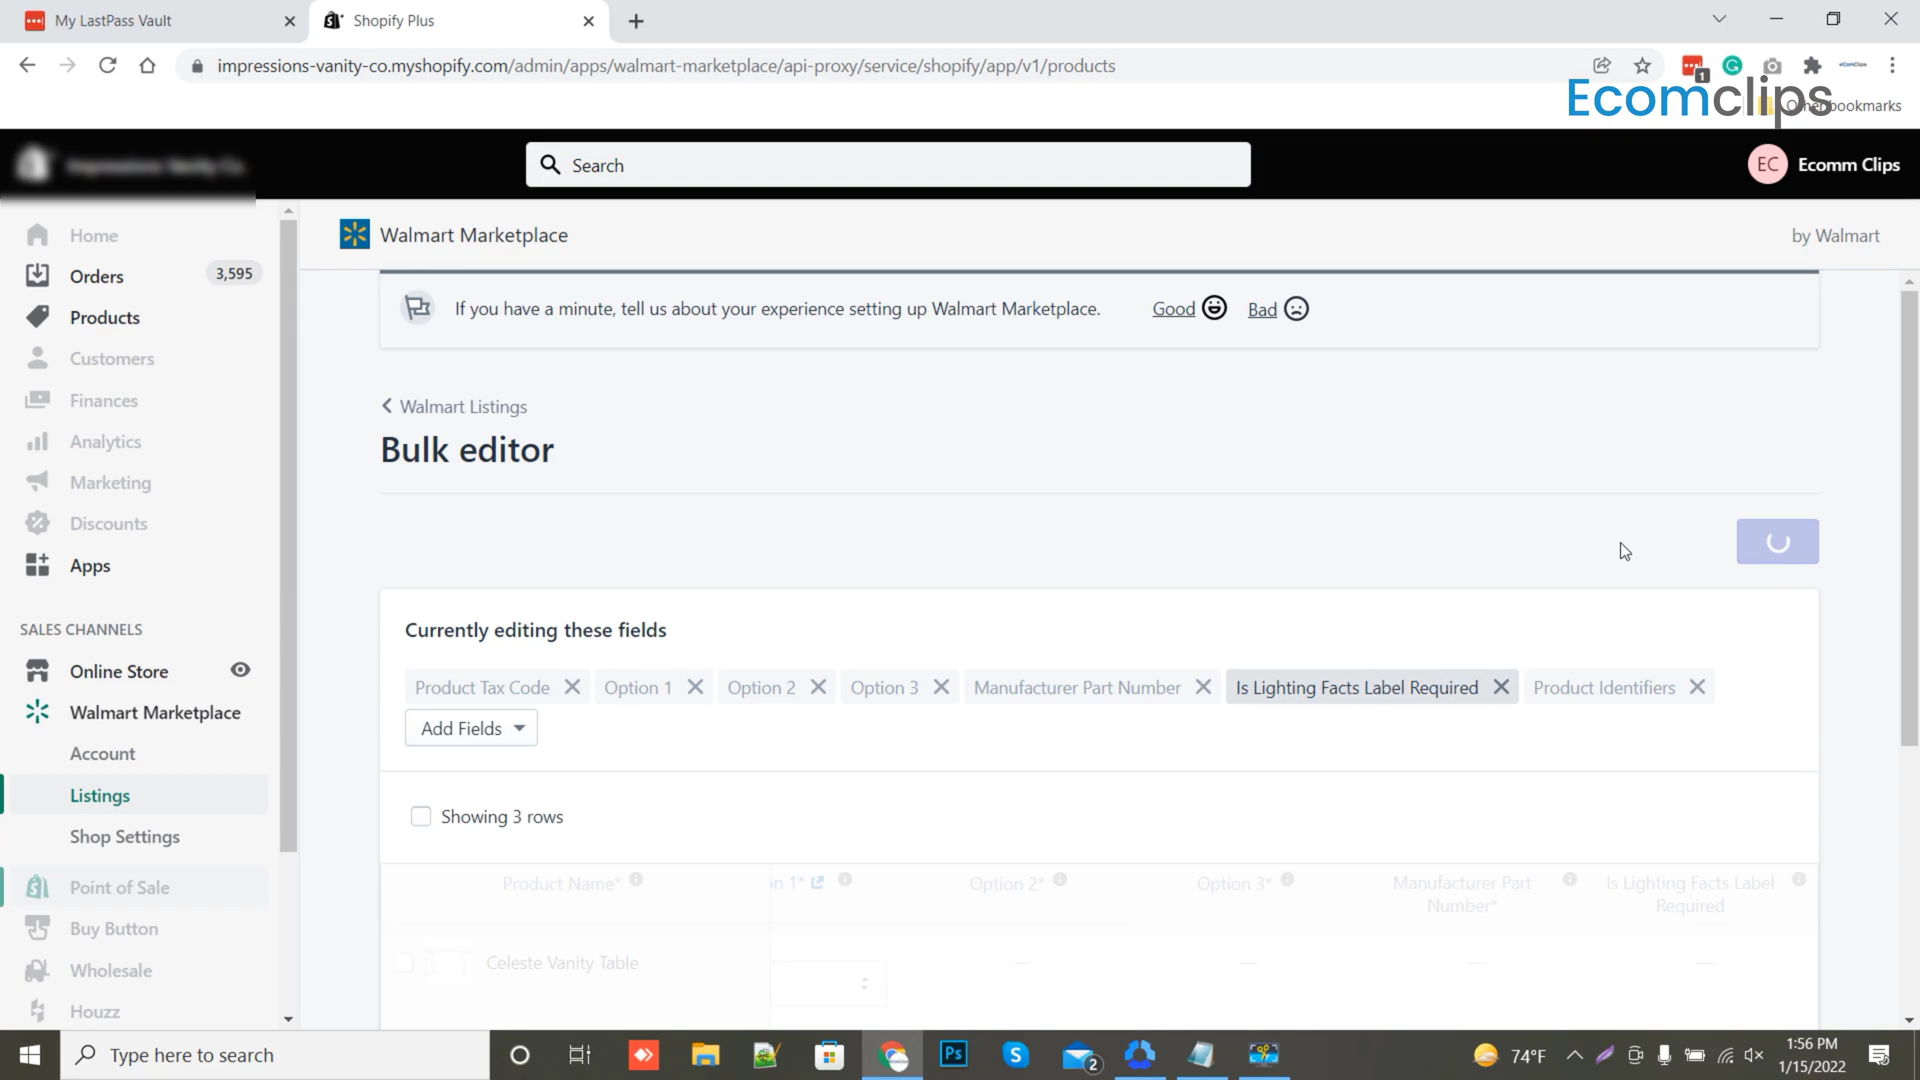 My LastPass Vault
Shopify Plus
impressions-vanity-co.myshopify.com/admin/apps/walmart-marketplace/api-proxy/service/shopify/app/v1/products
1
eComClips
Ecomclips
Other bookmarks
Impressions Vanity Co
Search
EC
Ecomm Clips
Home
Orders
3,595
Products
Customers
Finances
Analytics
Marketing
Discounts
Apps
SALES CHANNELS
Online Store
Walmart Marketplace
Account
Listings
Shop Settings
Point of Sale
Buy Button
Wholesale
Houzz
Walmart Marketplace
by Walmart
If you have a minute, tell us about your experience setting up Walmart Marketplace.
Good
Bad
Walmart Listings
Bulk editor
Currently editing these fields
Product Tax Code
Option 1
Option 2
Option 3
Manufacturer Part Number
Is Lighting Facts Label Required
Product Identifiers
Add Fields
Showing 3 rows
Product Name*
n 1*
Option 2*
Option 3*
Manufacturer Part
Number*
Is Lighting Facts Label
Required
Celeste Vanity Table
—
—
—
—
Type here to search
Ps
S
2
74°F
1:56 PM
1/15/2022